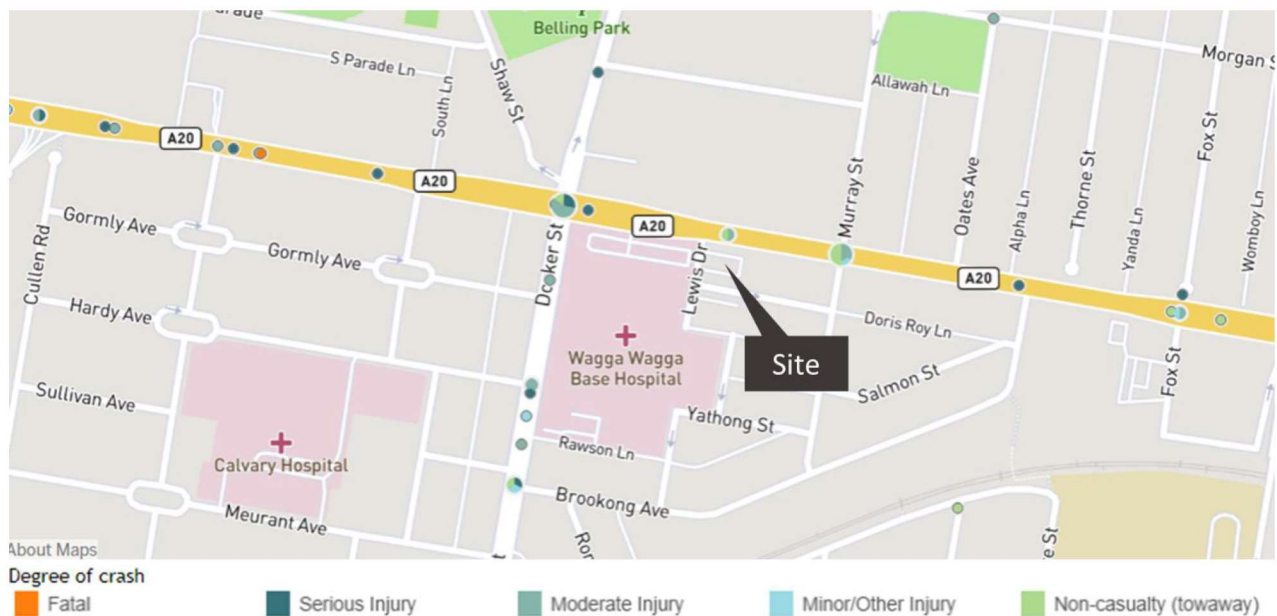 arade
Belling Park
S Parade Ln
South Ln
Shaw St
Morgan S
Allawah Ln
Fox St
A20
A20
A20
A20
Murray St
Oates Ave
Alpha Ln
Thorne St
Yanda Ln
Womboy Ln
Gormly Ave
Gormly Ave
Cullen Rd
Docker St
Lewis Dr
Hardy Ave
Doris Roy Ln
Wagga Wagga
Base Hospital
Site
Salmon St
Fox St
Sullivan Ave
Yathong St
Calvary Hospital
Rawson Ln
Brookong Ave
Meurant Ave
t
Ror
e St
About Maps
Degree of crash
Fatal
Serious Injury
Moderate Injury
Minor/Other Injury
Non-casualty (towaway)